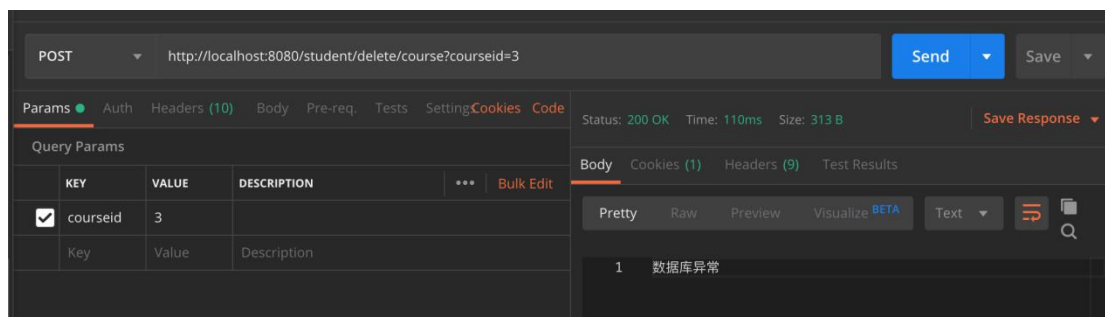 POST http://localhost:8080/student/delete/course?courseid=3 Send Save
Params Auth Headers (10) Body Pre-req. Tests Settings Cookies Code
Query Params
KEY VALUE DESCRIPTION ••• Bulk Edit
courseid 3
Key Value Description
Status: 200 OK Time: 110ms Size: 313 B Save Response
Body Cookies (1) Headers (9) Test Results
Pretty Raw Preview Visualize BETA Text
1 数据库异常